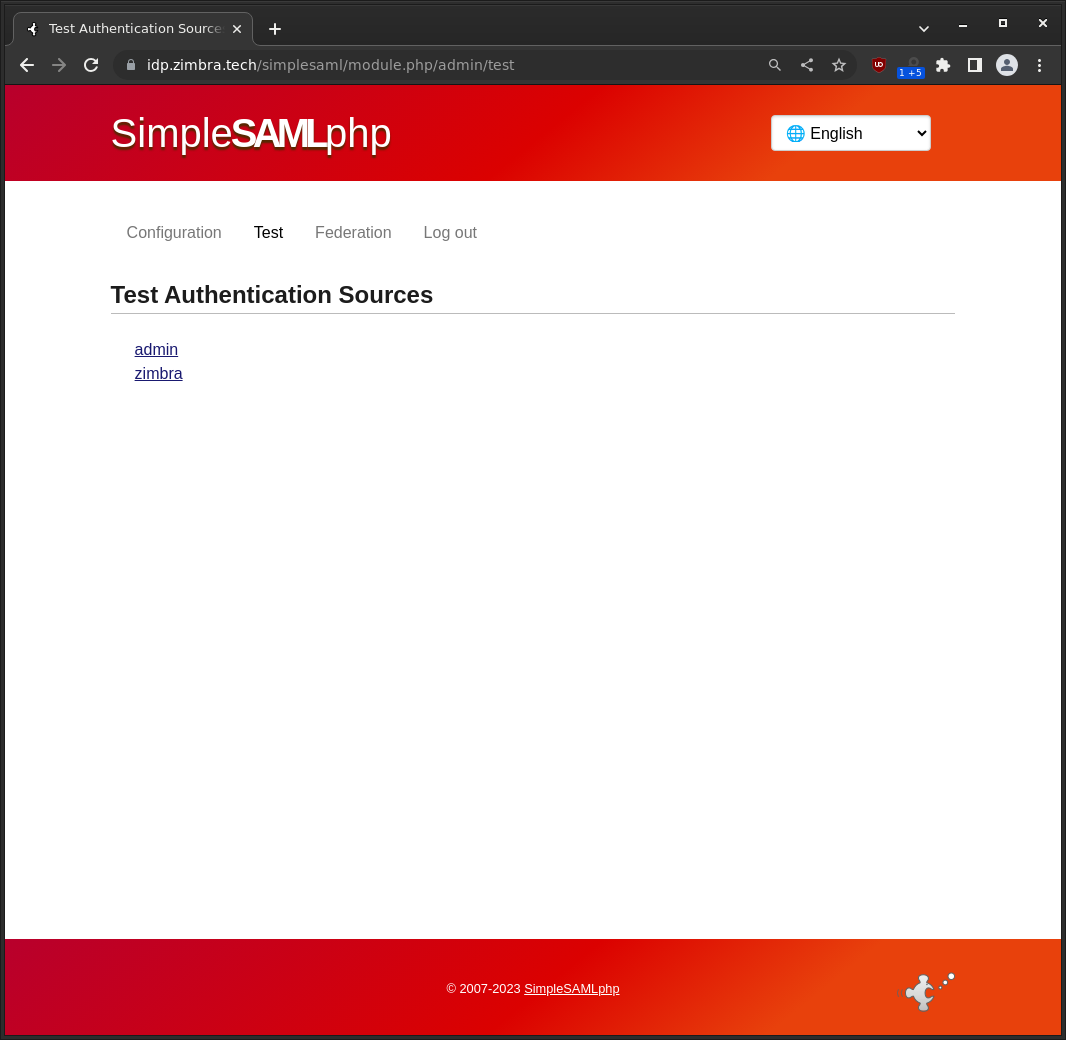 Test Authentication Source
idp.zimbra.tech/simplesaml/module.php/admin/test
UO
1 +5
SimpleSAMLphp
English
Configuration Test Federation Log out
Test Authentication Sources
admin
zimbra
© 2007-2023 SimpleSAMLphp